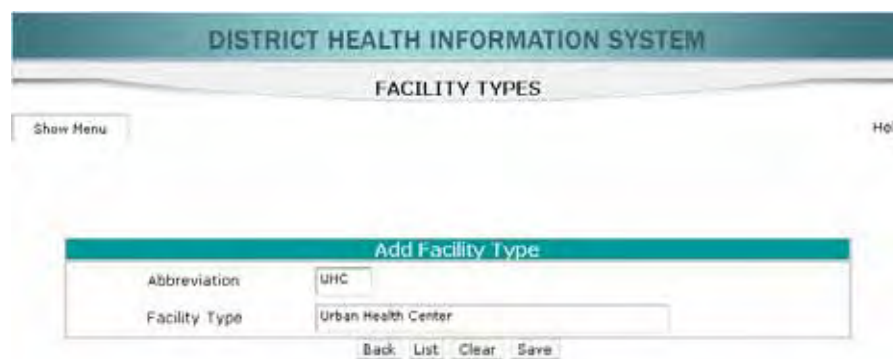 DISTRICT HEALTH INFORMATION SYSTEM
FACILITY TYPES
Show Menu
Add Facility Type
Abbreviation UHC
Facility Type Urban Health Center
Back List Clear Save